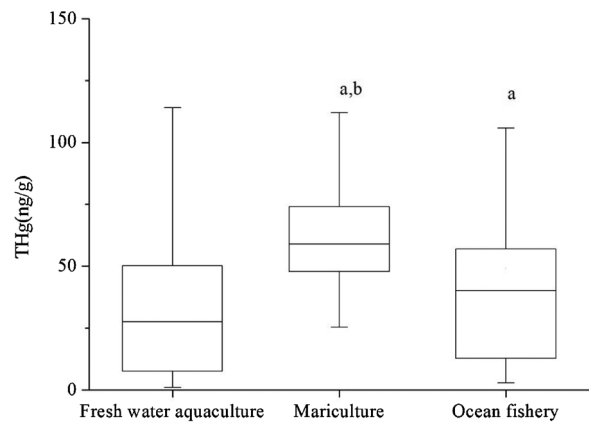 150
a,b
a
100
THg(ng/g)
50
0
Fresh water aquaculture Mariculture Ocean fishery